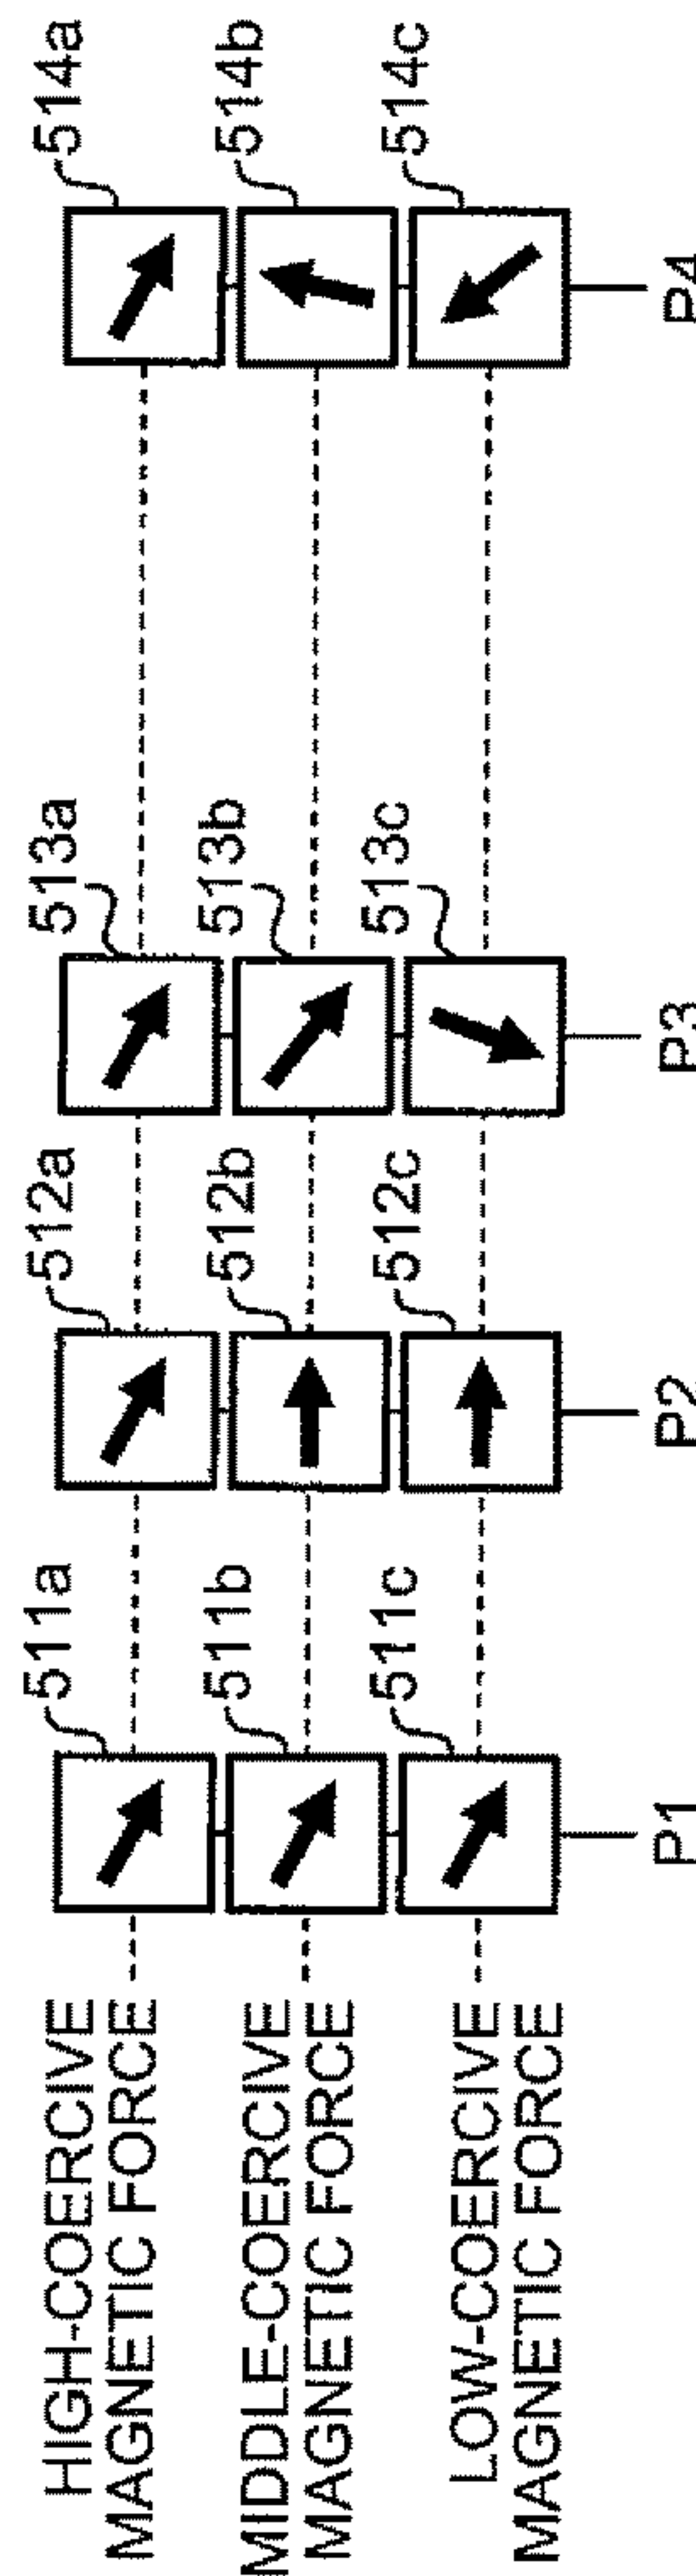 HIGH-COERCIVE
MAGNETIC FORCE
511a
512a
513a
514a
MIDDLE-COERCIVE
MAGNETIC FORCE
511b
512b
513b
514b
LOW-COERCIVE
MAGNETIC FORCE
511c
512c
513c
514c
P1
P2
P3
P4